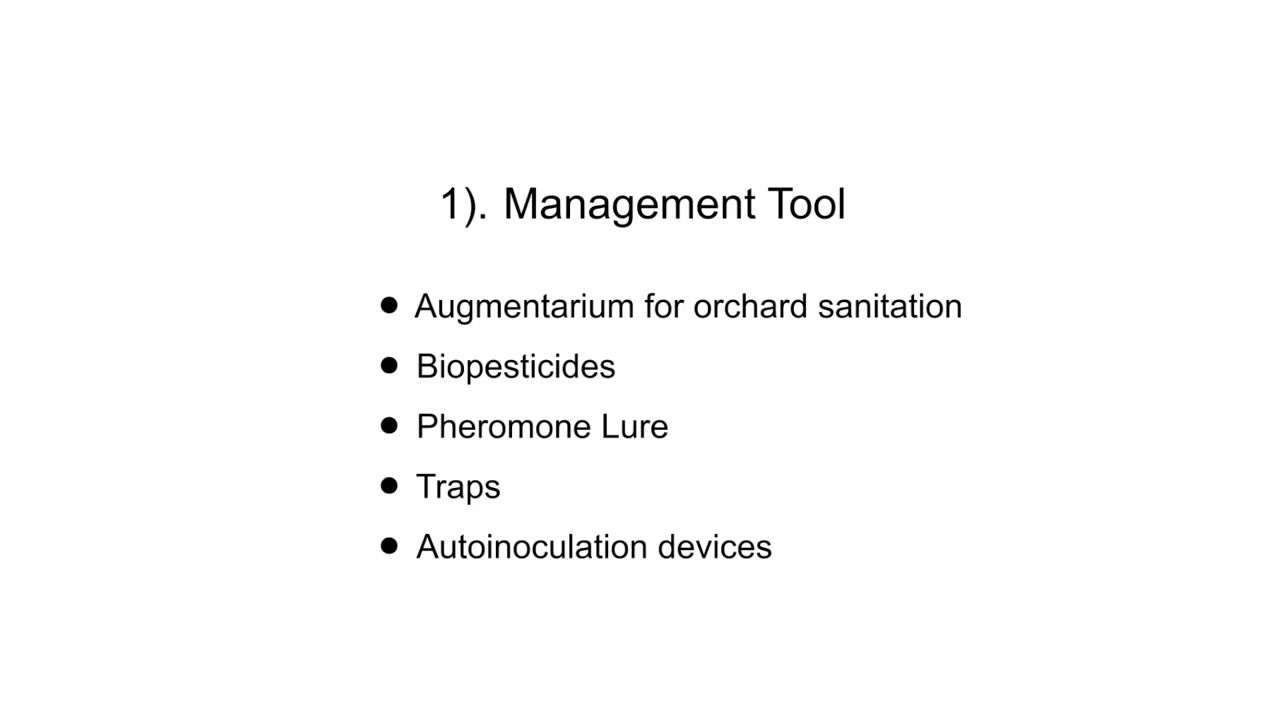 1). Management Tool
● Augmentarium for orchard sanitation
● Biopesticides
● Pheromone Lure
● Traps
● Autoinoculation devices